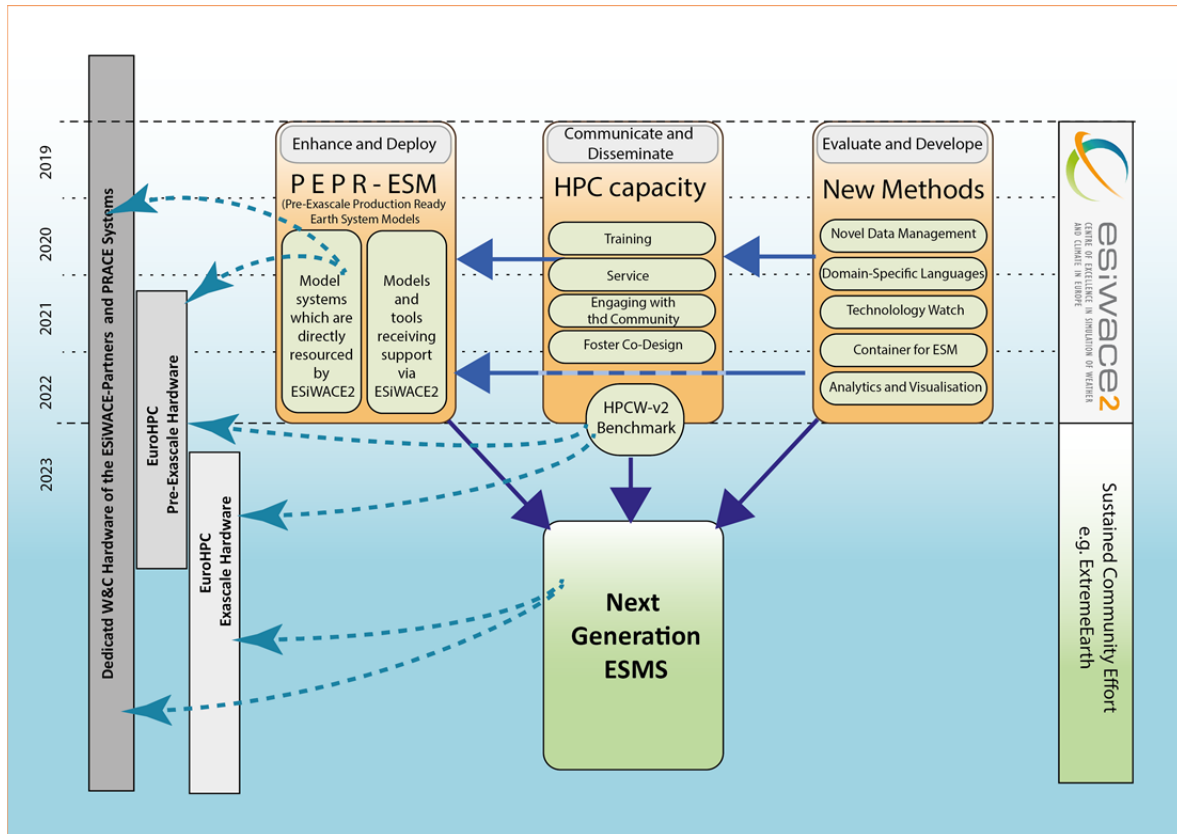 Enhance and Deploy
P E P R - ESM
(Pre-Exascale Production Ready
Earth System Models
Model
systems
which are
directly
resourced
by
ESiWACE2
Models
and
tools
receiving
support
via
ESiWACE2
Communicate and
Disseminate
HPC capacity
Training
Service
Engaging with
thd Community
Foster Co-Design
HPCW-v2
Benchmark
Evaluate and Develope
New Methods
Novel Data Management
Domain-Specific Languages
Technolology Watch
Container for ESM
Analytics and Visualisation
2019
2020
2021
2022
2023
Dedicatd W&C Hardware of the ESiWACE-Partners and PRACE Systems
EuroHPC
Pre-Exascale Hardware
EuroHPC
Exascale Hardware
Next
Generation
ESMS
esiwace2
CENTRE OF EXCELLENCE IN SIMULATION OF WEATHER
AND CLIMATE IN EUROPE
Sustained Community Effort
e.g. ExtremeEarth